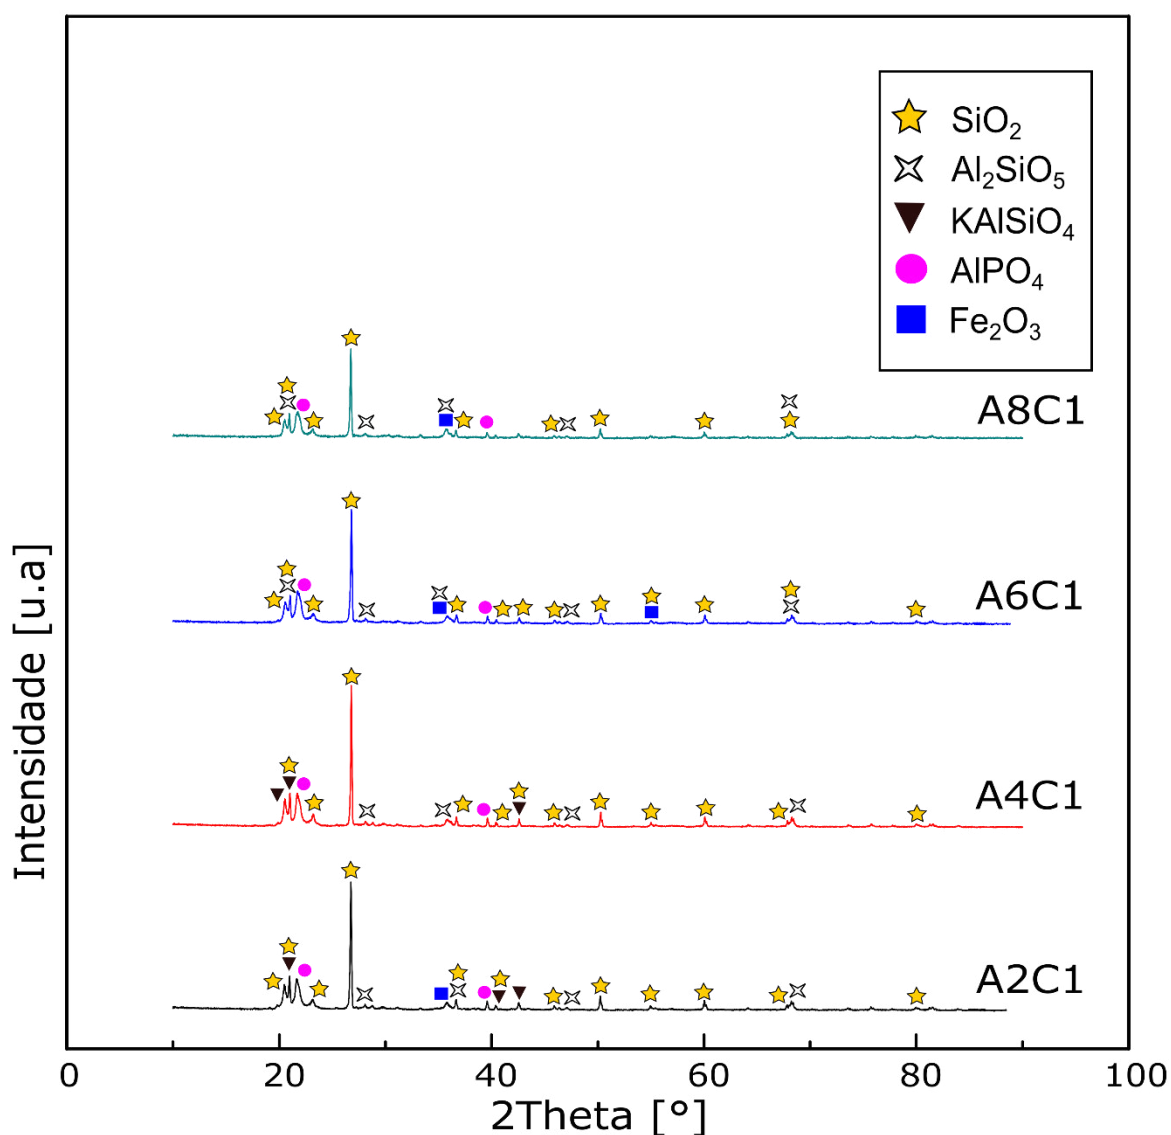 SiO₂
Al₂SiO₅
KAlSiO₄
AlPO₄
Fe₂O₃
A8C1
A6C1
A4C1
A2C1
Intensidade [u.a]
0 20 40 60 80 100
2Theta [°]